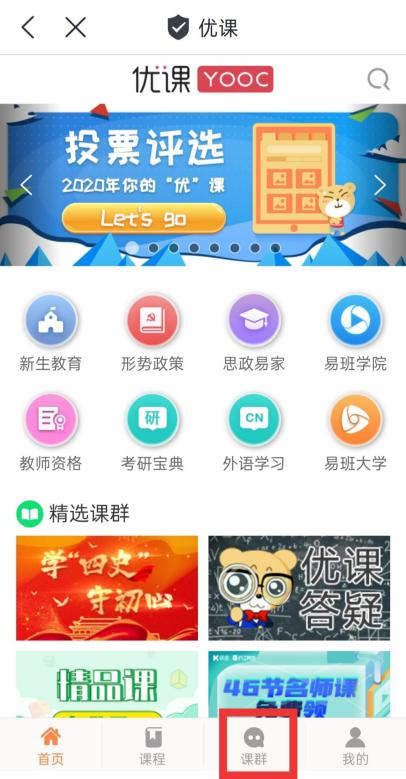 优课
优课 YOOC
投票评选
2020年你的“优”课
Let's go
新生教育
形势政策
思政易家
易班学院
研
CN
教师资格
考研宝典
外语学习
易班大学
精选课群
学“四史”
守初心
优课
答疑
精品课
46节名师课
免费领
首页
课程
课群
我的